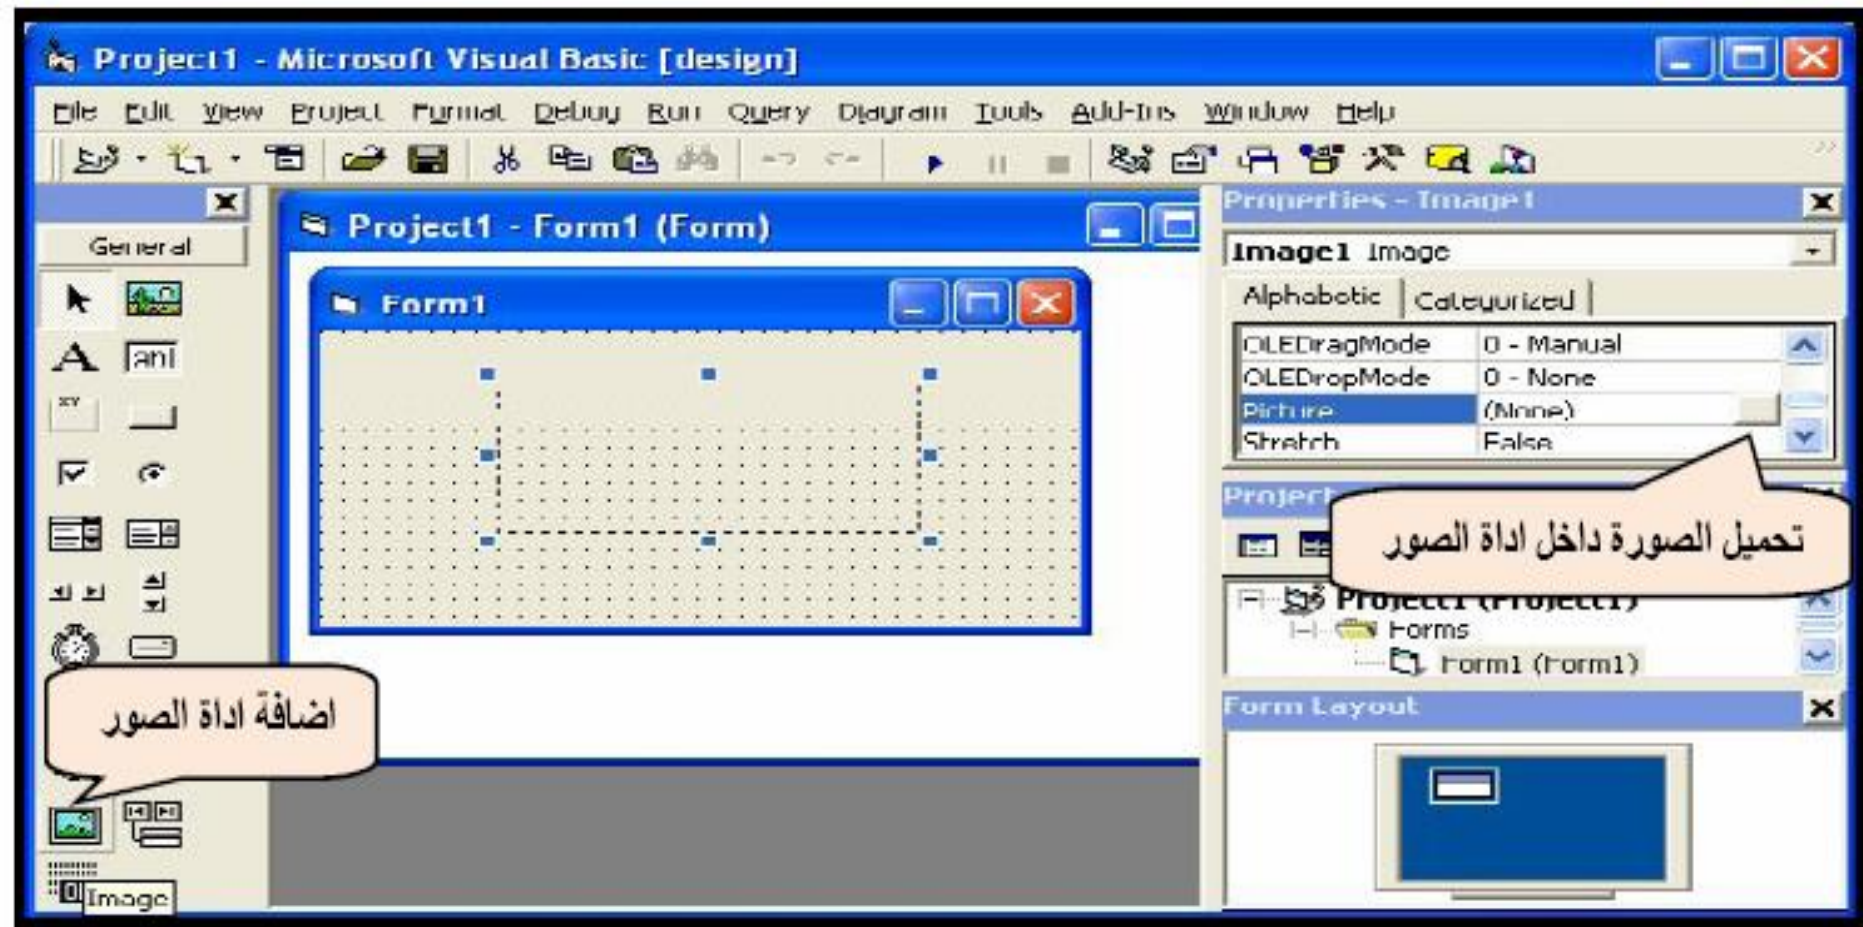 Project1 - Microsoft Visual Basic [design]
File Edit View Project Format Debug Run Query Diagram Tools Add-Ins Window Help
General
Project1 - Form1 (Form)
Form1
Properties - Image1
Image1 Image
Alphabetic Categorized
OLEDragMode 0 - Manual
OLEDropMode 0 - None
Picture (None)
Stretch False
تحميل الصورة داخل اداة الصور
Project1 (Project1)
Forms
Form1 (Form1)
Form Layout
اضافة اداة الصور
Image